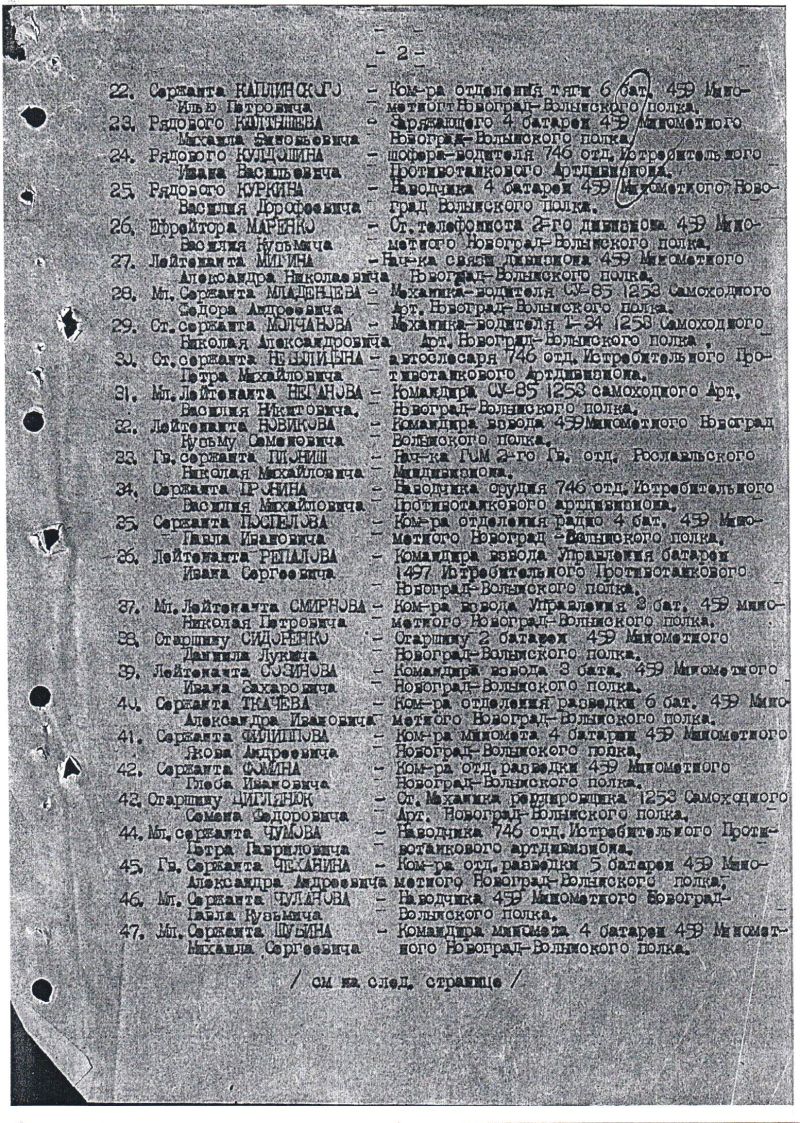 - 2 -
22. Сержанта КАПЛИНСКОГО - Ком-ра отделения тяги 6 бат. 459 Мино-
Илью Петровича метного Новоград-Волынского полка.
23. Рядового КОЛТЫШЕВА - Заряжающего 4 батареи 459 Минометного
Михаила Зиновьевича Новоград-Волынского полка.
24. Рядового КУЛДОШИНА - шофера-водителя 746 отд. Истребительного
Ивана Васильевича Противотанкового Артдивизиона.
25. Рядового КУРКИНА - Наводчика 4 батареи 459 Минометного Ново-
Василия Дорофеевича град Волынского полка.
26. Ефрейтора МАРЕНКО - Ст. телефониста 2-го дивизиона 459 Мино-
Василия Кузьмича метного Новоград-Волынского полка.
27. Лейтенанта МИГИНА - Нач-ка связи дивизиона 459 Минометного
Александра Николаевича Новоград-Волынского полка.
28. Мл. Сержанта МЛАДЕНЦЕВА - Механика-водителя СУ-85 1253 Самоходного
Федора Андреевича Арт. Новоград-Волынского полка.
29. Ст. сержанта МОЛЧАНОВА - Механика-водителя Т-34 1253 Самоходного
Николая Александровича Арт. Новоград-Волынского полка.
30. Ст. сержанта - автослесаря 746 отд. Истребительного Про-
Петра Михайловича тивотанкового Артдивизиона.
31. Мл. Лейтенанта НЕГАНОВА - Командира СУ-85 1253 самоходного Арт.
Василия Никитовича. Новоград-Волынского полка.
32. Лейтенанта НОВИКОВА - Командира взвода 459 Минометного Новоград
Кузьму Семеновича Волынского полка.
33. Гв. сержанта - Нач-ка 2-го Гв. отд. Рославльского
Николая Михайловича Миндивизиона.
34. Сержанта ПРОНИНА - Наводчика орудия 746 отд. Истребительного
Василия Михайловича Противотанкового артдивизиона.
35. Сержанта ПОСПЕЛОВА - Ком-ра отделения радио 4 бат. 459 Мино-
Павла Ивановича метного Новоград-Волынского полка.
36. Лейтенанта РЕПАЛОВА - Командира взвода Управления батареи
Ивана Сергеевича 1497 Истребительного Противотанкового
Новоград-Волынского полка.
37. Мл. Лейтенанта СМИРНОВА - Ком-ра взвода Управления 3 бат. 459 мино-
Николая Петровича метного Новоград-Волынского полка.
38. Старшину СИДОРЕНКО - Старшину 2 батареи 459 Минометного
Даниила Лукича Новоград-Волынского полка.
39. Лейтенанта СОЗИНОВА - Командира взвода 3 бата. 459 Минометного
Ивана Захаровича Новоград-Волынского полка.
40. Сержанта ТКАЧЕВА - Ком-ра отделения разведки 6 бат. 459 Мино-
Александра Ивановича метного Новоград-Волынского полка.
41. Сержанта ФИЛИППОВА - Ком-ра миномета 4 батареи 459 Минометного
Якова Андреевича Новоград-Волынского полка.
42. Сержанта ФОМИНА - Ком-ра отд. разведки 459 Минометного
Глеба Ивановича Новоград-Волынского полка.
43. Старшину ЦИГЛЯНОК - Ст. Механика регулировщика 1253 Самоходного
Семена Федоровича Арт. Новоград-Волынского полка.
44. Мл. сержанта ЧУМОВА - Наводчика 746 отд. Истребительного Проти-
Петра Гавриловича вотанкового артдивизиона.
45. Гв. Сержанта ЧЕХАНИНА - Ком-ра отд. разведки 5 батареи 459 Мино-
Александра Андреевича метного Новоград-Волынского полка.
46. Мл. Сержанта ЧУЛАНОВА - Наводчика 459 Минометного Новоград-
Павла Кузьмича Волынского полка.
47. Мл. Сержанта ШУБИНА - Командира миномета 4 батареи 459 Миномет-
Михаила Сергеевича ного Новоград-Волынского полка.
/ см на след. странице /